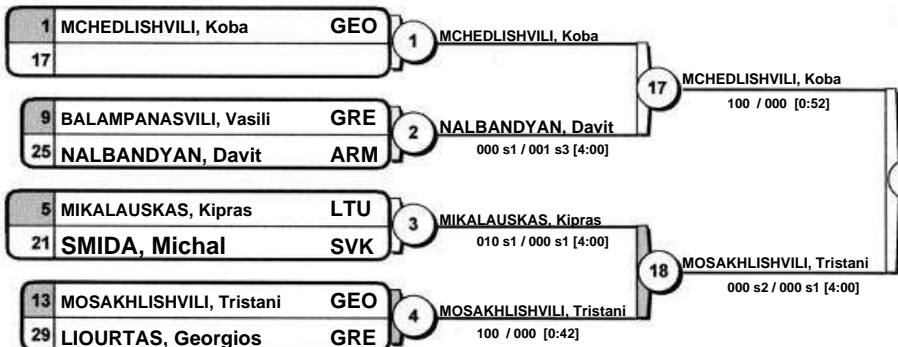 1 MCHEDLISHVILI, Koba GEO
17
1
MCHEDLISHVILI, Koba
9 BALAMPANASVILI, Vasili GRE
25 NALBANDYAN, Davit ARM
2
NALBANDYAN, Davit
000 s1 / 001 s3 [4:00]
17
MCHEDLISHVILI, Koba
100 / 000 [0:52]
5 MIKALAUSKAS, Kipras LTU
21 SMIDA, Michal SVK
3
MIKALAUSKAS, Kipras
010 s1 / 000 s1 [4:00]
13 MOSAKHLISHVILI, Tristani GEO
29 LIOURTAS, Georgios GRE
4
MOSAKHLISHVILI, Tristani
100 / 000 [0:42]
18
MOSAKHLISHVILI, Tristani
000 s2 / 000 s1 [4:00]